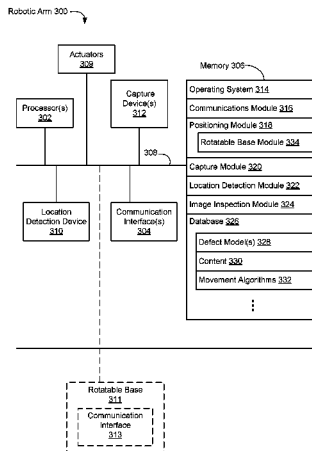 Robotic Arm 300
Actuators
309
Memory 306
Processor(s)
302
Capture
Device(s)
312
Operating System 314
Communications Module 316
Positioning Module 318
Rotatable Base Module 334
308
Capture Module 320
Location Detection Module 322
Image Inspection Module 324
Database 326
Defect Model(s) 328
Content 330
Movement Algorithms 332
Location
Detection Device
310
Communication
Interface(s)
304
Rotatable Base
311
Communication
Interface
313